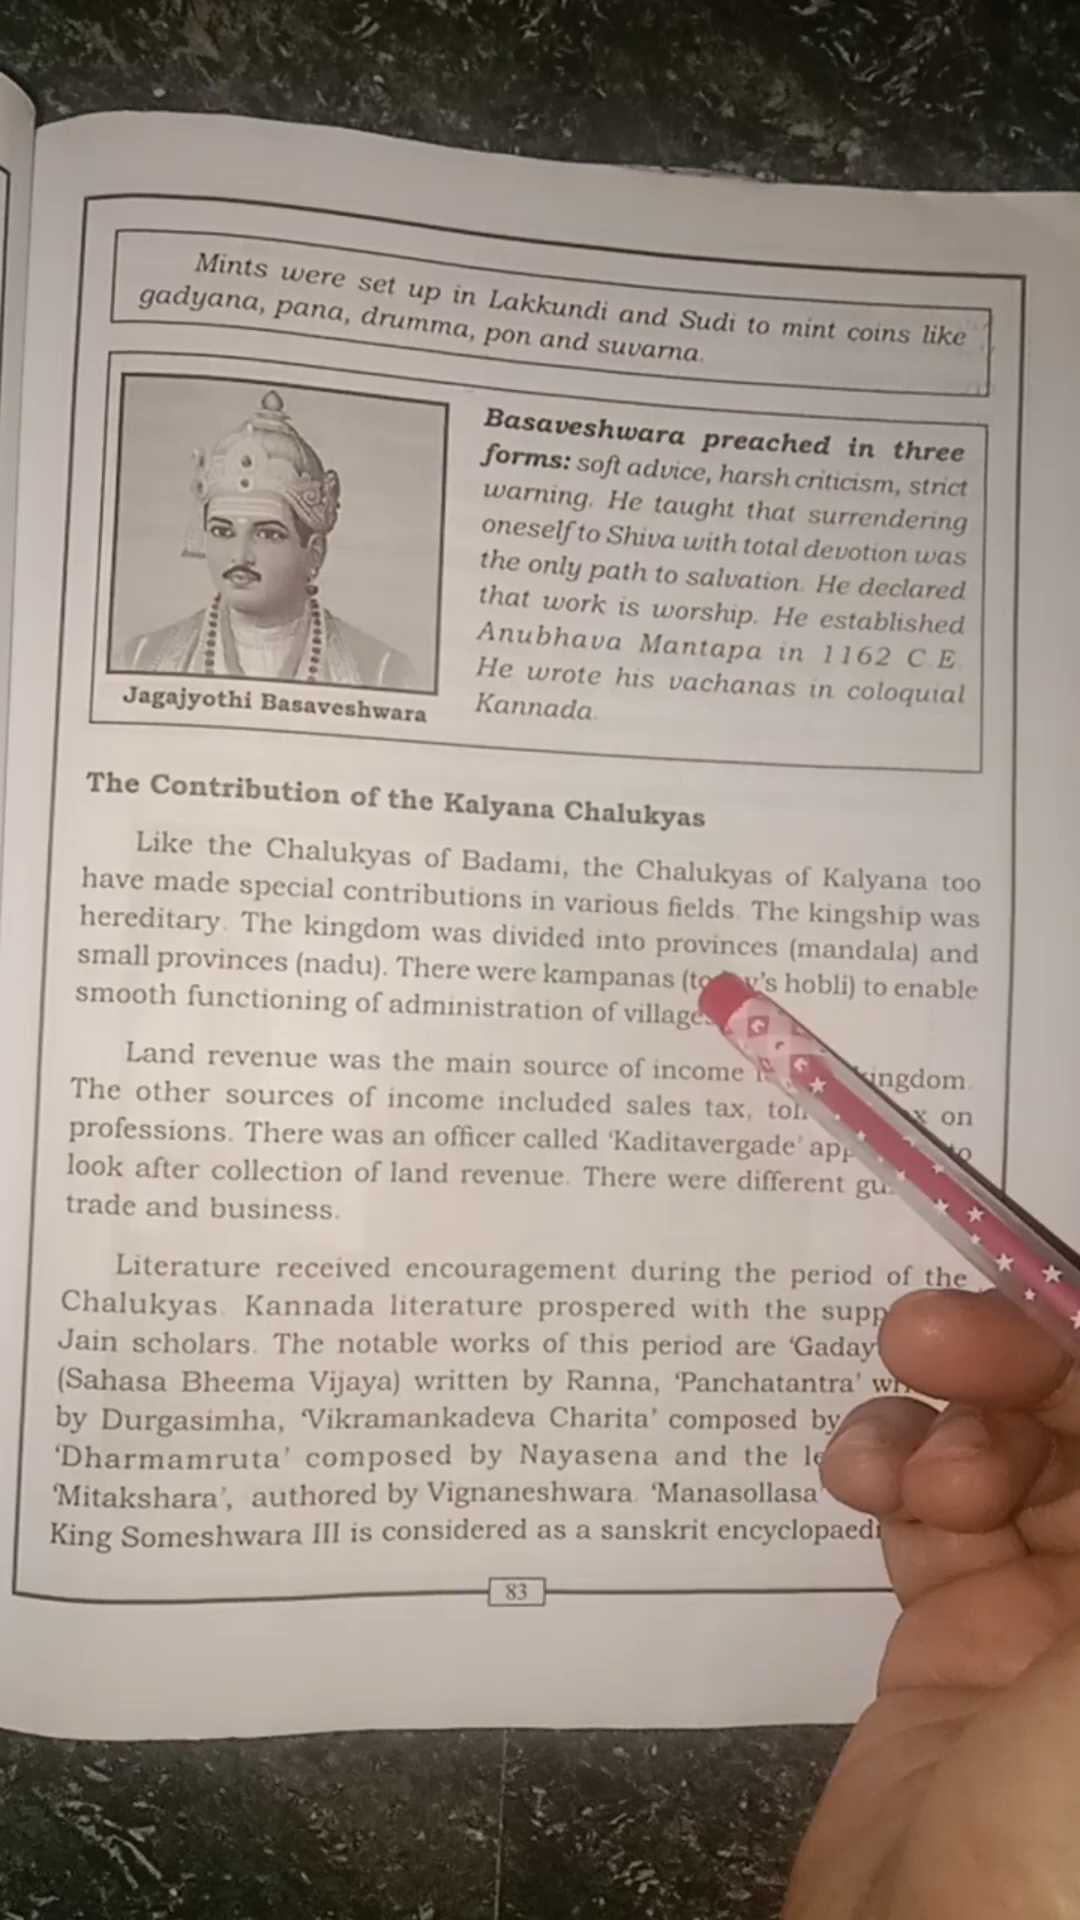 Mints were set up in Lakkundi and Sudi to mint coins like
gadyana, pana, drumma, pon and suvarna.
Jagajyothi Basaveshwara
Basaveshwara preached in three
forms: soft advice, harsh criticism, strict
warning. He taught that surrendering
oneself to Shiva with total devotion was
the only path to salvation. He declared
that work is worship. He established
Anubhava Mantapa in 1162 C.E.
He wrote his vachanas in coloquial
Kannada.
The Contribution of the Kalyana Chalukyas
Like the Chalukyas of Badami, the Chalukyas of Kalyana too
have made special contributions in various fields. The kingship was
hereditary. The kingdom was divided into provinces (mandala) and
small provinces (nadu). There were kampanas (today's hobli) to enable
smooth functioning of administration of villages
Land revenue was the main source of income kingdom.
The other sources of income included sales tax, on
professions. There was an officer called 'Kaditavergade' to
look after collection of land revenue. There were different
trade and business.
Literature received encouragement during the period of the
Chalukyas. Kannada literature prospered with the
Jain scholars. The notable works of this period are
(Sahasa Bheema Vijaya) written by Ranna, 'Panchatantra'
by Durgasimha, 'Vikramankadeva Charita' composed by
'Dharmamruta' composed by Nayasena and the
'Mitakshara', authored by Vignaneshwara. 'Manasollasa'
King Someshwara III is considered as a sanskrit
83